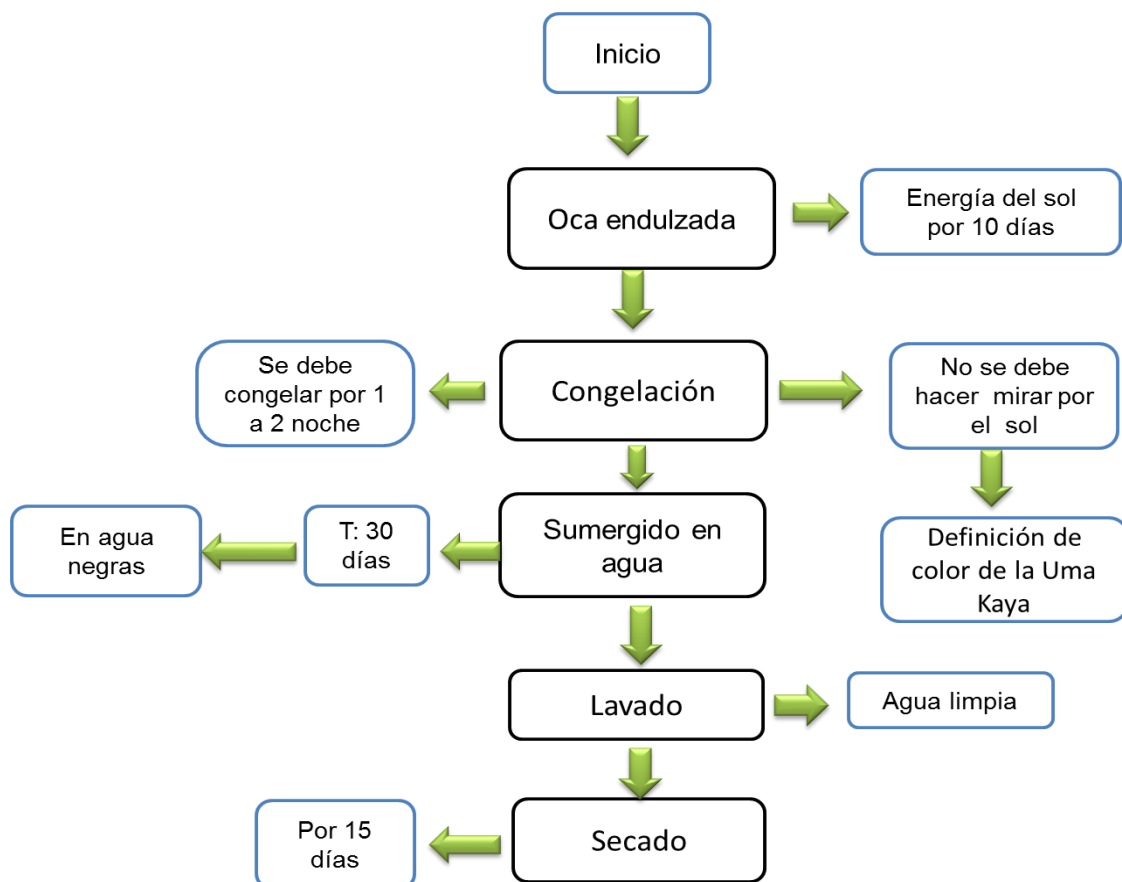 Inicio
Oca endulzada
Energía del sol
por 10 días
Se debe
congelar por 1
a 2 noche
Congelación
No se debe
hacer mirar por
el sol
En agua
negras
T: 30
días
Sumergido en
agua
Definición de
color de la Uma
Kaya
Lavado
Agua limpia
Por 15
días
Secado